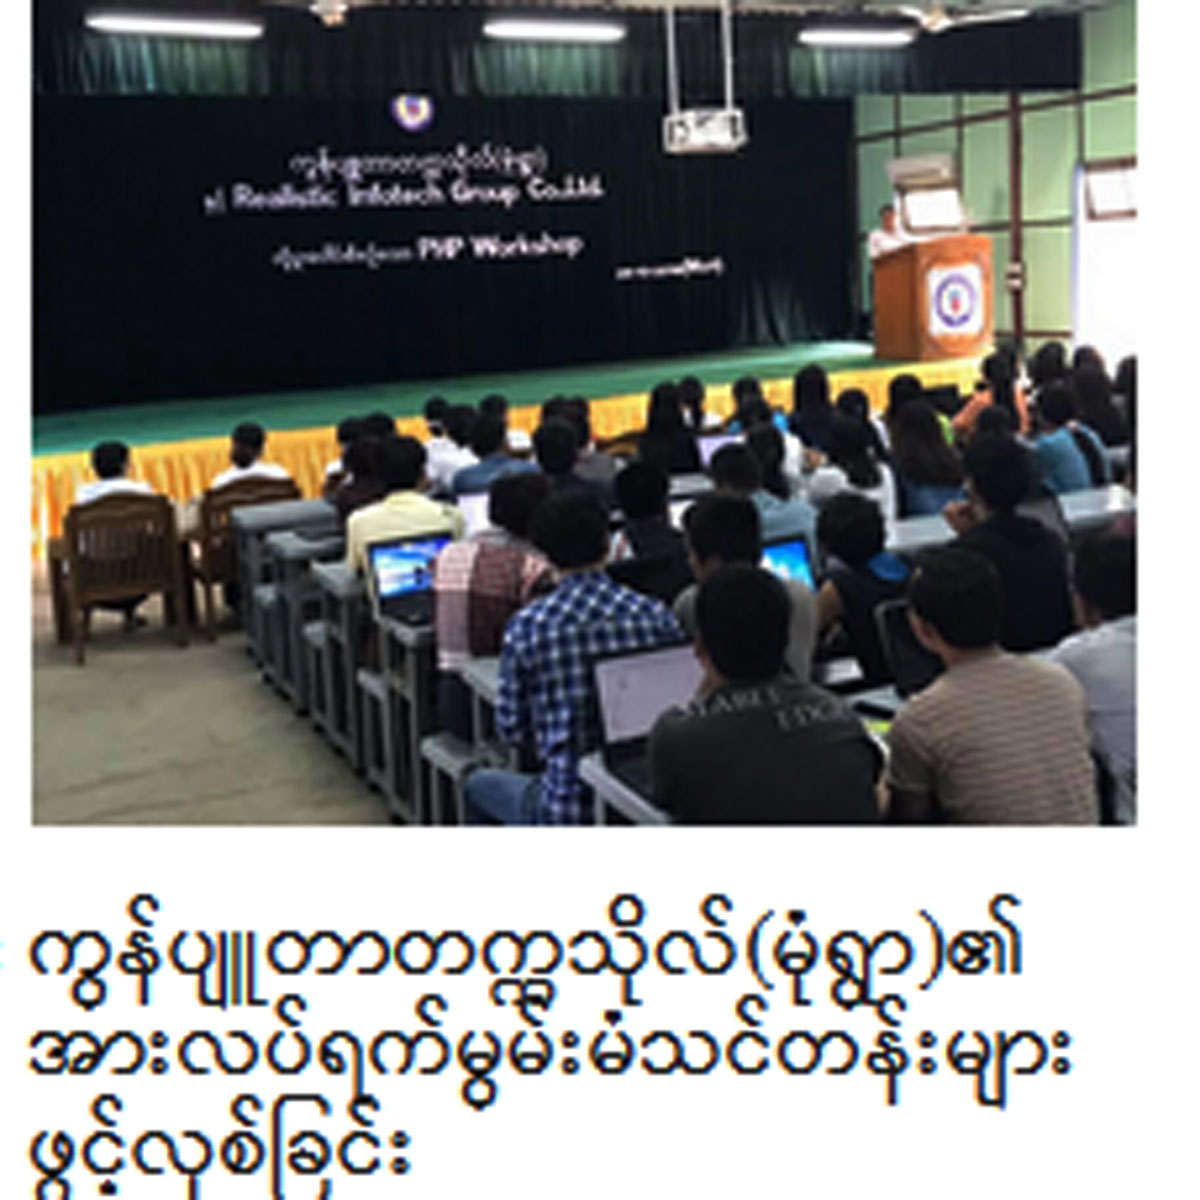 ကွန်ပျူတာတက္ကသိုလ်(မုံရွာ)
Realistic Infotech Group Co.,Ltd.
PHP Workshop
ကွန်ပျူတာတက္ကသိုလ်(မုံရွာ)၏
အားလပ်ရက်မွမ်းမံသင်တန်းများ
ဖွင့်လှစ်ခြင်း